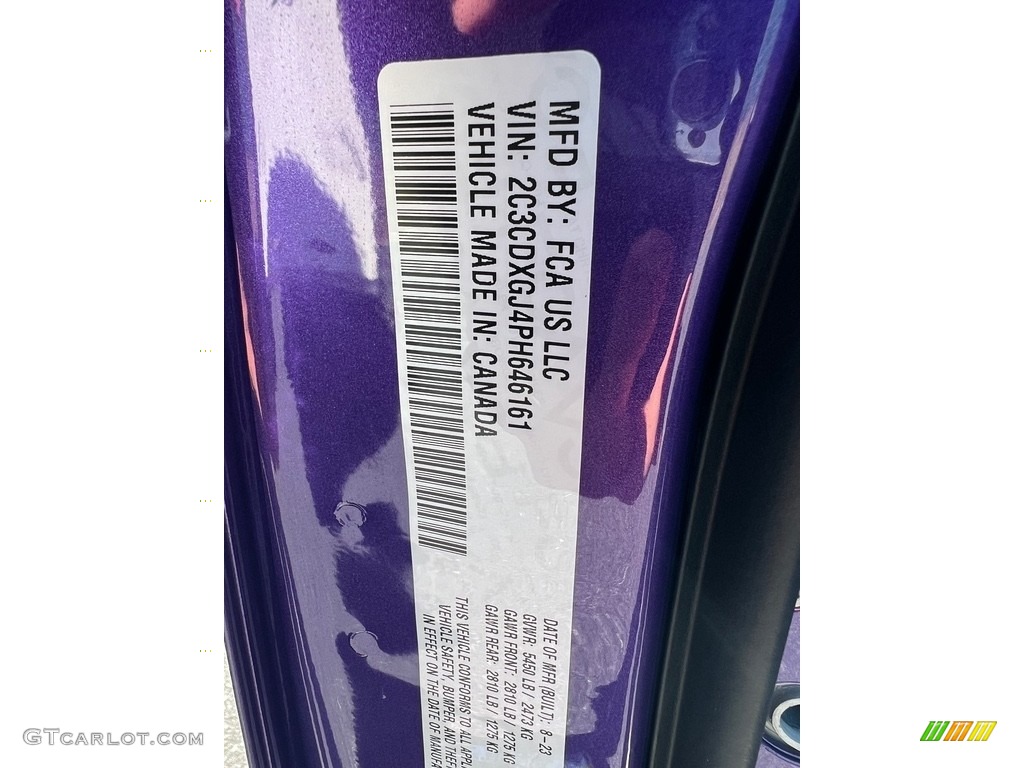 MFD BY: FCA US LLC
VIN: 2C3CDXGJ4PH646161
VEHICLE MADE IN: CANADA
DATE OF MFR (BUILT): 8-23
GVWR: 5450 LB / 2473 KG
GAWR FRONT: 2810 LB / 1275 KG
GAWR REAR: 2810 LB / 1275 KG
THIS VEHICLE CONFORMS TO ALL APPL
VEHICLE SAFETY, BUMPER, AND THEF
IN EFFECT ON THE DATE OF MANUFA
GTCARLOT.COM